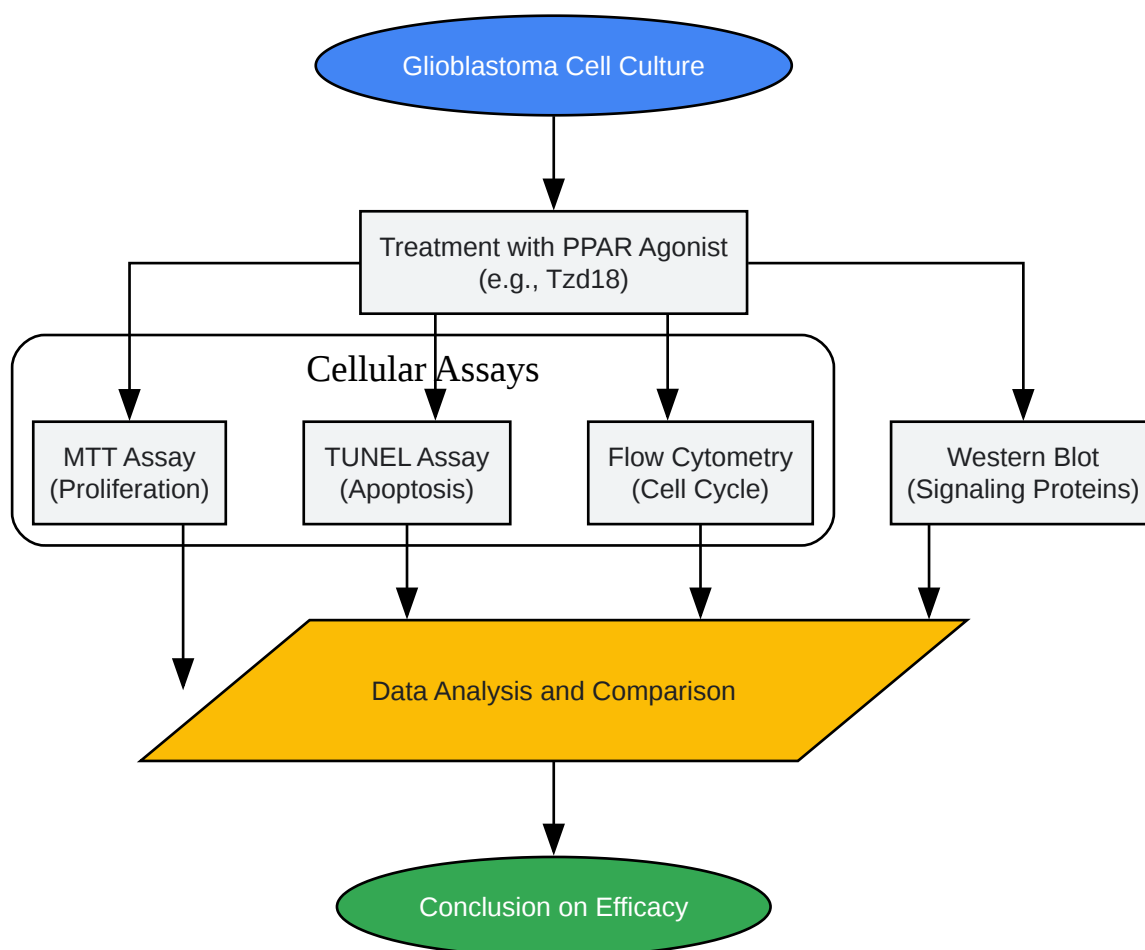 Glioblastoma Cell Culture
Treatment with PPAR Agonist
(e.g., Tzd18)
Cellular Assays
MTT Assay
(Proliferation)
TUNEL Assay
(Apoptosis)
Flow Cytometry
(Cell Cycle)
Western Blot
(Signaling Proteins)
Data Analysis and Comparison
Conclusion on Efficacy